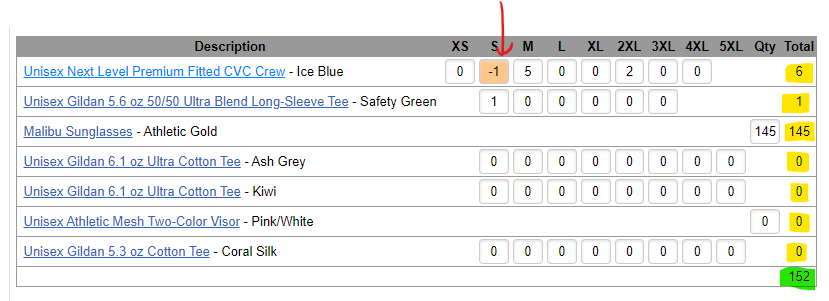 Description XS S M L XL 2XL 3XL 4XL 5XL Qty Total
Unisex Next Level Premium Fitted CVC Crew - Ice Blue 0 -1 5 0 0 2 0 0 6
Unisex Gildan 5.6 oz 50/50 Ultra Blend Long-Sleeve Tee - Safety Green 1 0 0 0 0 0 1
Malibu Sunglasses - Athletic Gold 145 145
Unisex Gildan 6.1 oz Ultra Cotton Tee - Ash Grey 0 0 0 0 0 0 0 0 0
Unisex Gildan 6.1 oz Ultra Cotton Tee - Kiwi 0 0 0 0 0 0 0 0 0
Unisex Athletic Mesh Two-Color Visor - Pink/White 0 0
Unisex Gildan 5.3 oz Cotton Tee - Coral Silk 0 0 0 0 0 0 0 0 0
152